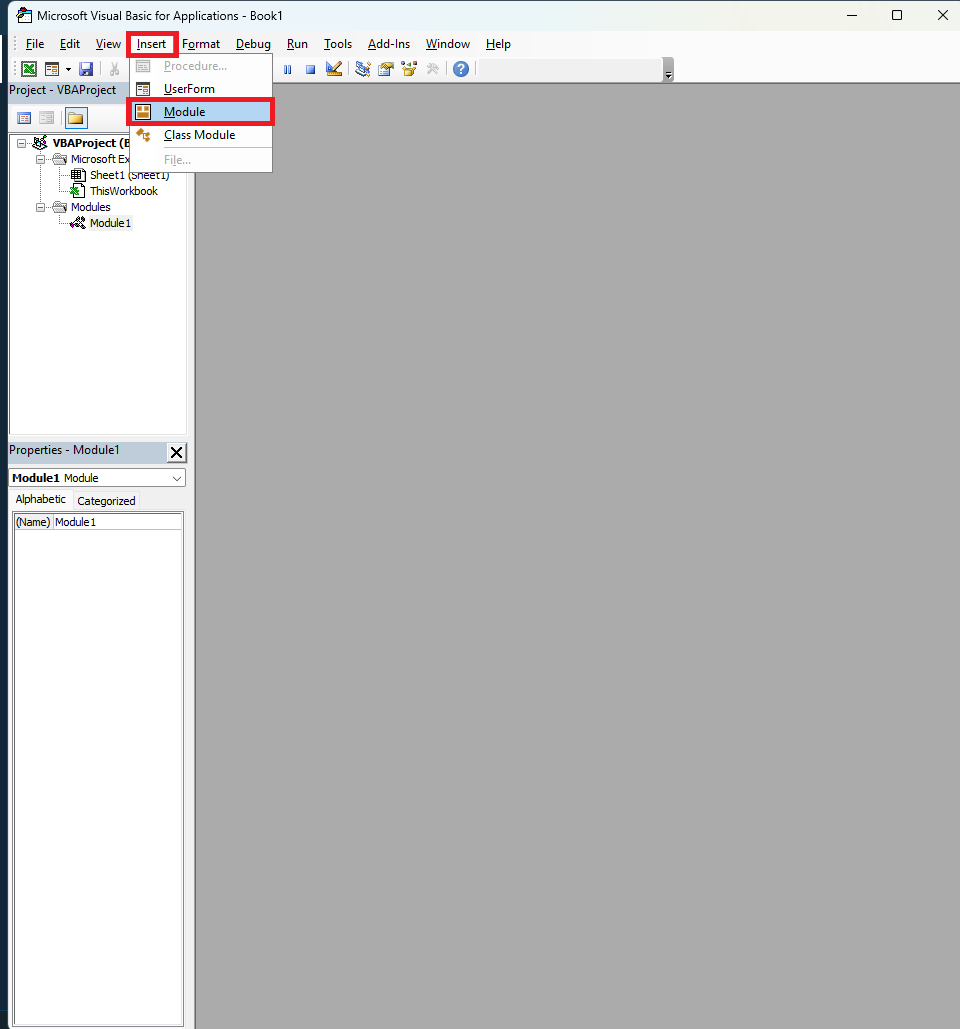 Microsoft Visual Basic for Applications - Book1
File Edit View Insert Format Debug Run Tools Add-Ins Window Help
Procedure...
UserForm
Module
Class Module
File...
Project - VBAProject
VBAProject (B
Microsoft Ex
Sheet1 (Sheet1)
ThisWorkbook
Modules
Module1
Properties - Module1
Module1 Module
Alphabetic Categorized
(Name) Module1